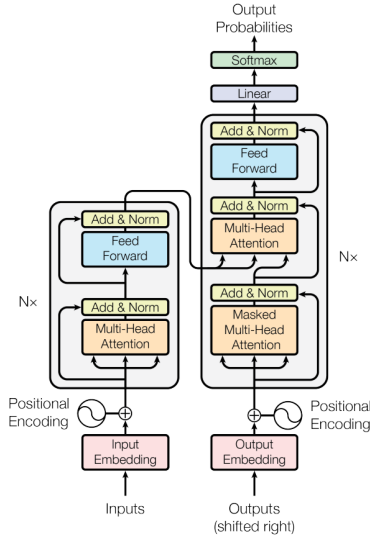 Output
Probabilities
Softmax
Linear
Add & Norm
Feed
Forward
Add & Norm
Multi-Head
Attention
Add & Norm
Masked
Multi-Head
Attention
N×
Add & Norm
Feed
Forward
N×
Add & Norm
Multi-Head
Attention
Positional
Encoding
Positional
Encoding
Input
Embedding
Output
Embedding
Inputs
Outputs
(shifted right)